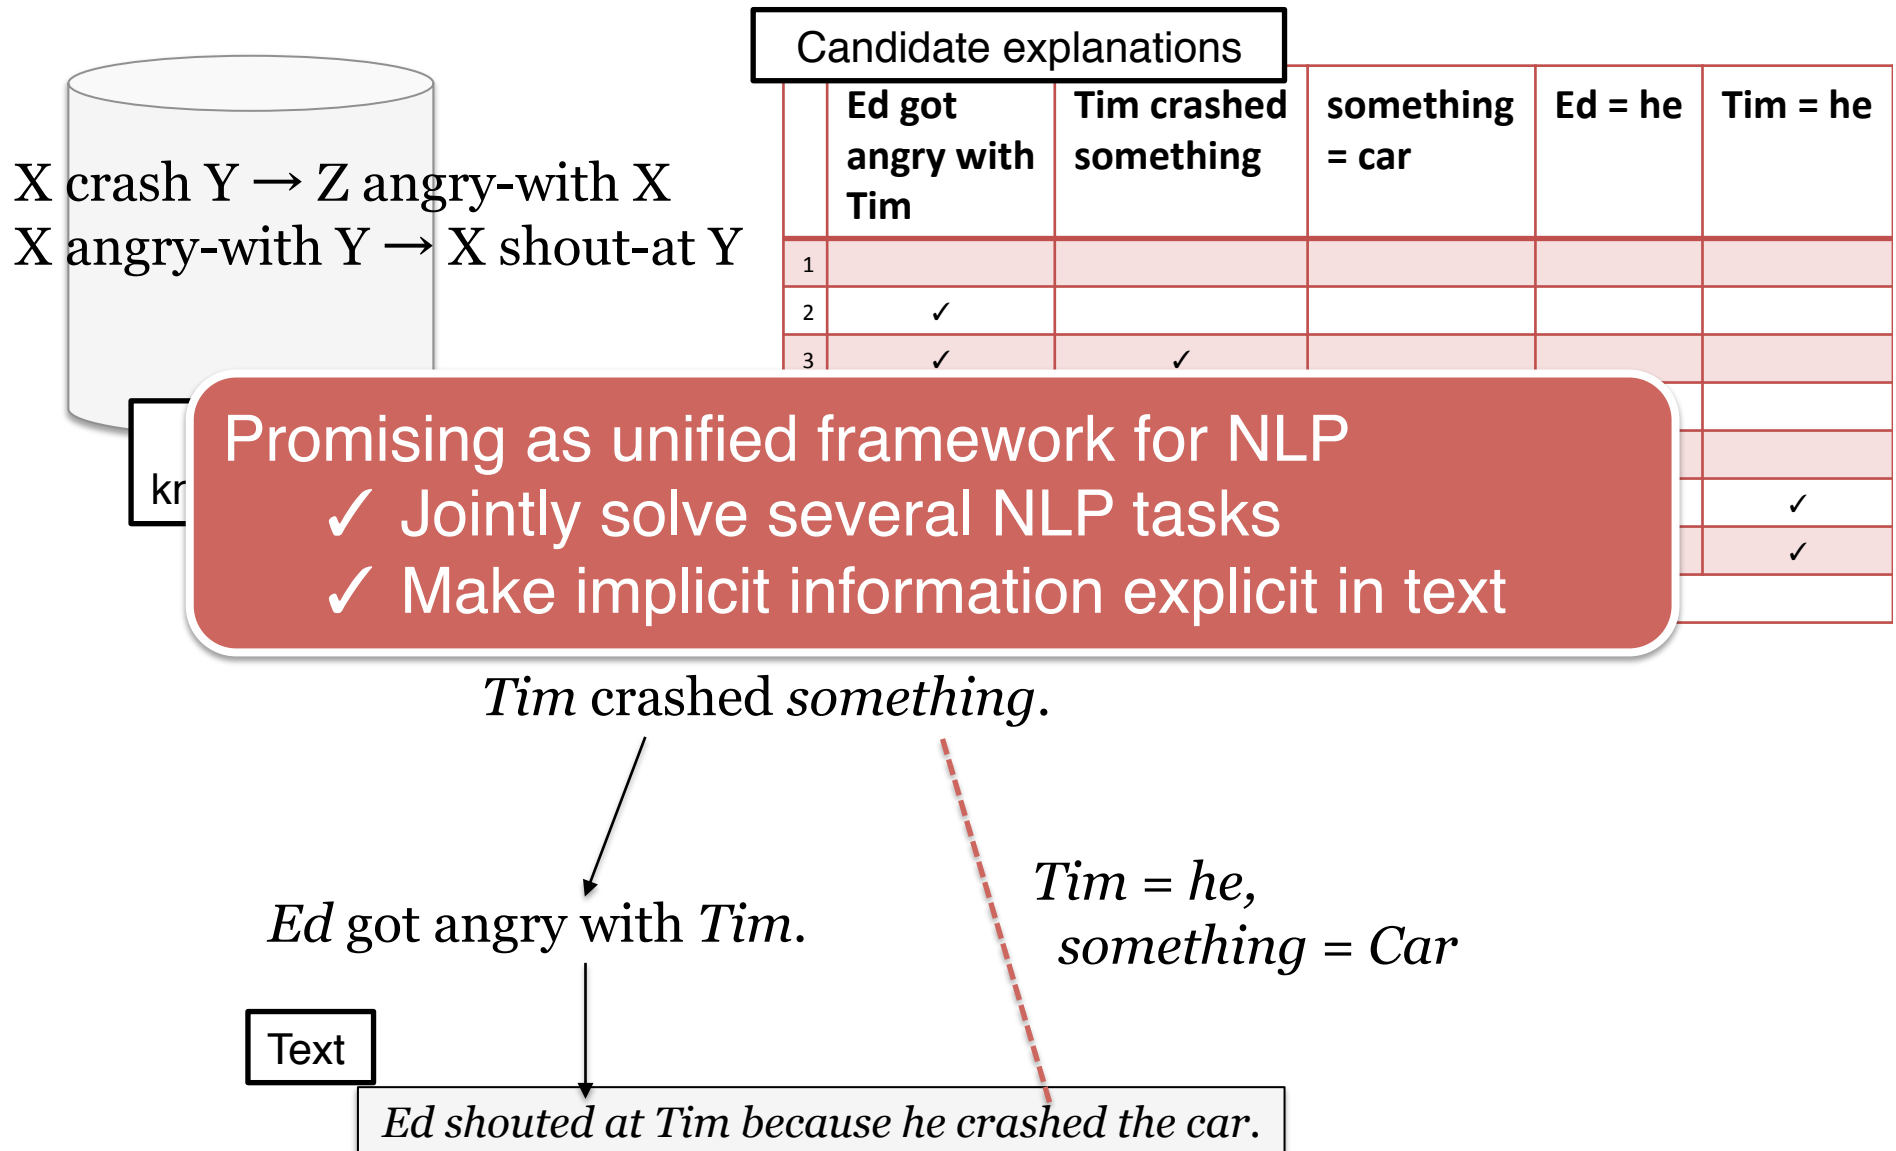 Candidate explanations
Ed got angry with Tim | Tim crashed something | something = car | Ed = he | Tim = he
1
2 ✓
3 ✓ ✓
✓
✓
X crash Y → Z angry-with X
X angry-with Y → X shout-at Y
Promising as unified framework for NLP
✓ Jointly solve several NLP tasks
✓ Make implicit information explicit in text
Tim crashed something.
Ed got angry with Tim.
Tim = he,
something = Car
Text
Ed shouted at Tim because he crashed the car.